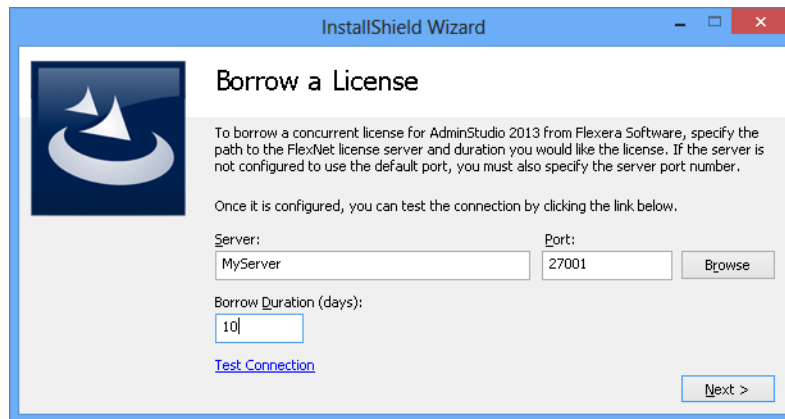 InstallShield Wizard
Borrow a License
To borrow a concurrent license for AdminStudio 2013 from Flexera Software, specify the
path to the FlexNet license server and duration you would like the license. If the server is
not configured to use the default port, you must also specify the server port number.
Once it is configured, you can test the connection by clicking the link below.
Server: Port:
MyServer 27001 Browse
Borrow Duration (days):
10
Test Connection
Next >